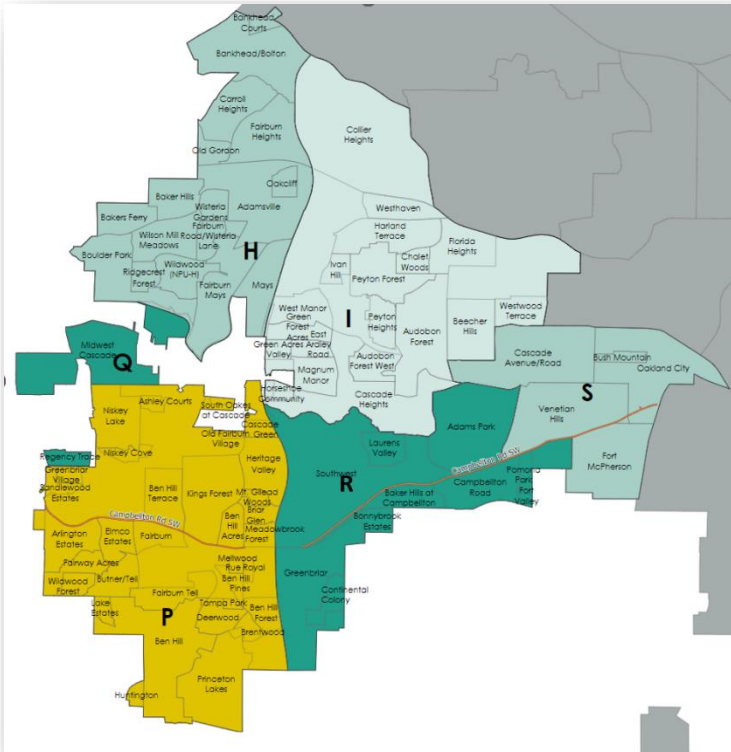 Bankhead
Courts
Bankhead/Bolton
Carroll
Heights
Fairburn
Heights
Collier
Heights
Old Gordon
Oakcliff
Baker Hills
Wisteria
Gardens
Adamsville
Westhaven
Bakers Ferry
Fairburn
Harland
Terrace
Wilson Mill Road/Wisteria
Meadows
Lane
Florida
Heights
Chalet
Woods
Boulder Park
H
Ivan
Hill
Peyton Forest
Wildwood
(NPU-H)
Ridgecrest
Forest
Mays
Fairburn
Mays
West Manor
Green
Forest
Acres
East
Ardley
Road
Peyton
Heights
I
Westwood
Terrace
Beecher
Hills
Audobon
Forest
Green Acres
Valley
Midwest
Cascade
Q
Magnum
Manor
Audobon
Forest West
Cascade
Avenue/Road
Bush Mountain
Oakland City
Horseshoe
Community
Cascade
Heights
S
Ashley Courts
South Oakes
at Cascade
Niskey
Lake
Cascade
Green
Old Fairburn
Village
Adams Park
Venetian
Hills
Laurens
Valley
Niskey Cove
Heritage
Valley
Regency Trace
Campbellton Rd SW
Fort
McPherson
Southwest
R
Greenbriar
Village
Sandlewood
Estates
Ben Hill
Terrace
Kings Forest
Mt. Gilead
Woods
Baker Hills at
Campbellton
Campbellton
Road
Pomona
Park
Fort
Valley
Campbellton Rd SW
Ben
Hill
Acres
Briar
Glen
Meadowbrook
Forest
Bonnybrook
Estates
Arlington
Estates
Elmco
Estates
Fairburn
Fairway Acres
Mellwood
Rue Royal
Ben Hill
Pines
Greenbriar
Wildwood
Forest
Butner/Tell
Fairburn Tell
Continental
Colony
Lake
Estates
P
Tampa Park
Deerwood
Ben Hill
Forest
Brentwood
Ben Hill
Princeton
Lakes
Huntington